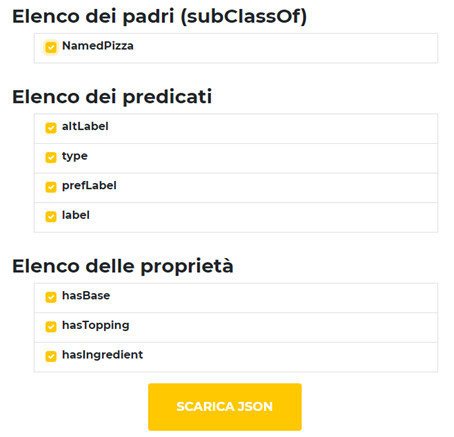 Elenco dei padri (subClassOf)
NamedPizza
Elenco dei predicati
altLabel
type
prefLabel
label
Elenco delle proprietà
hasBase
hasTopping
hasIngredient
SCARICA JSON